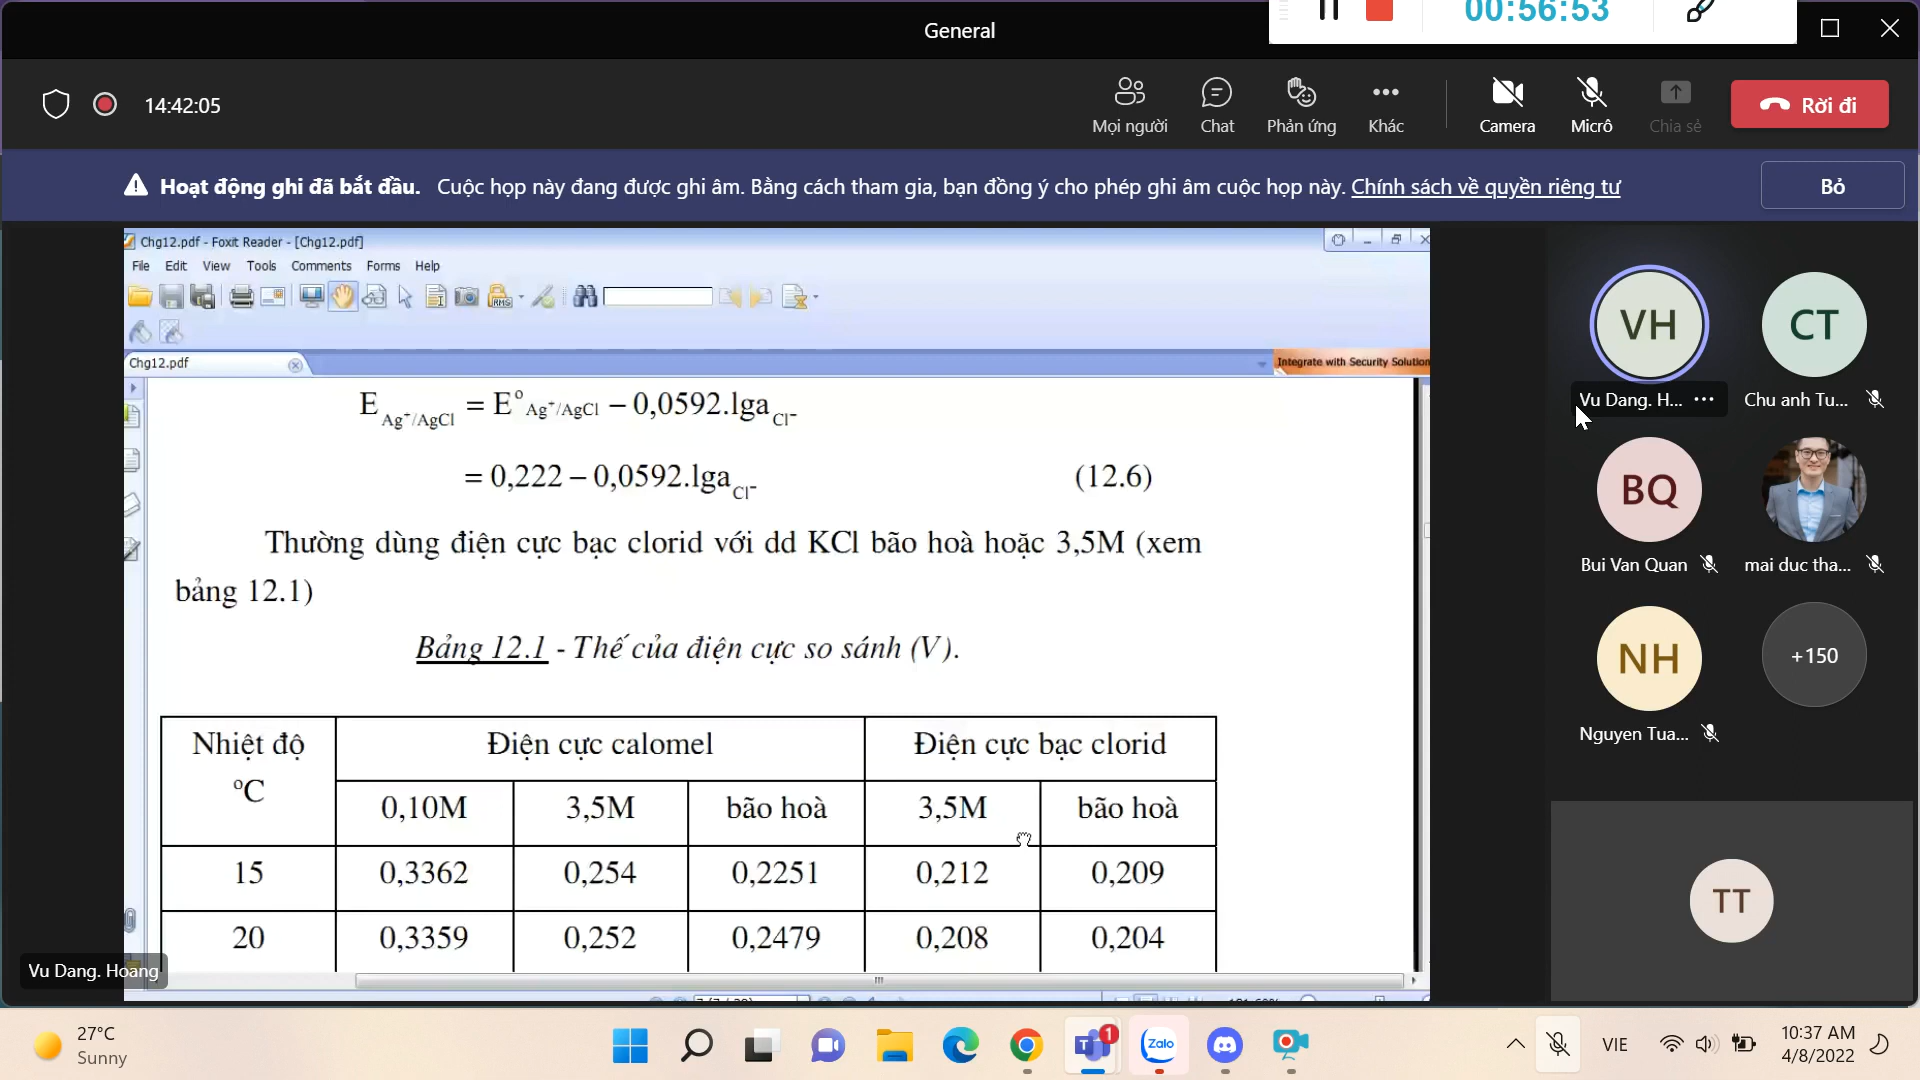 General
00:56:53
14:42:05
Mọi người
Chat
Phản ứng
Khác
Camera
Micrô
Chia sẻ
Rời đi
Hoạt động ghi đã bắt đầu. Cuộc họp này đang được ghi âm. Bằng cách tham gia, bạn đồng ý cho phép ghi âm cuộc họp này. Chính sách về quyền riêng tư
Bỏ
Chg12.pdf - Foxit Reader - [Chg12.pdf]
File Edit View Tools Comments Forms Help
Chg12.pdf
Integrate with Security Solution
E Ag⁺/AgCl = E° Ag⁺/AgCl – 0,0592.lga Cl⁻
= 0,222 – 0,0592.lga Cl⁻ (12.6)
Thường dùng điện cực bạc clorid với dd KCl bão hoà hoặc 3,5M (xem
bảng 12.1)
Bảng 12.1 - Thế của điện cực so sánh (V).
Nhiệt độ Điện cực calomel Điện cực bạc clorid
°C
0,10M 3,5M bão hoà 3,5M bão hoà
15 0,3362 0,254 0,2251 0,212 0,209
20 0,3359 0,252 0,2479 0,208 0,204
Vu Dang. Hoang
VH
CT
Vu Dang. H...
Chu anh Tu...
BQ
Bui Van Quan
mai duc tha...
NH
+150
Nguyen Tua...
TT
27°C
Sunny
1
Zalo
VIE
10:37 AM
4/8/2022